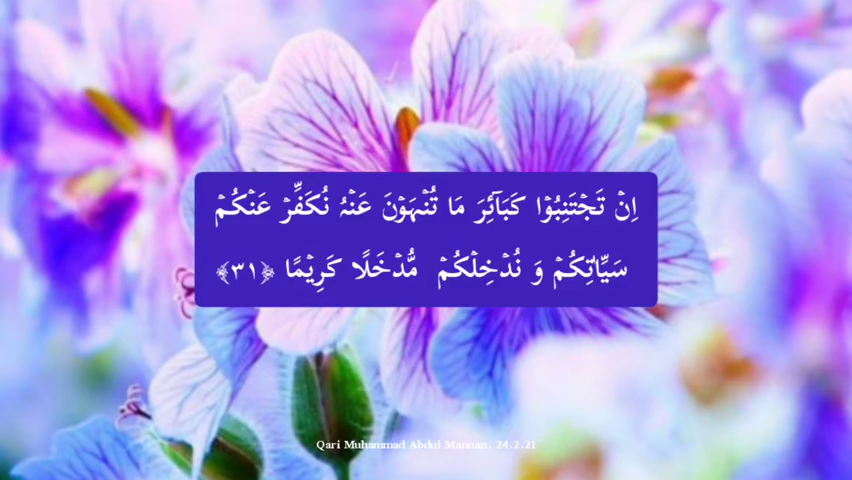 اِنۡ تَجۡتَنِبُوۡا كَبَآئِرَ مَا تُنۡهَوۡنَ عَنۡهُ نُكَفِّرۡ عَنۡكُمۡ
سَيِّاٰتِكُمۡ وَ نُدۡخِلۡكُمۡ مُّدۡخَلًا كَرِيۡمًا ﴿۳۱﴾
Qari Muhammad Abdul Mannan. 24.2.21